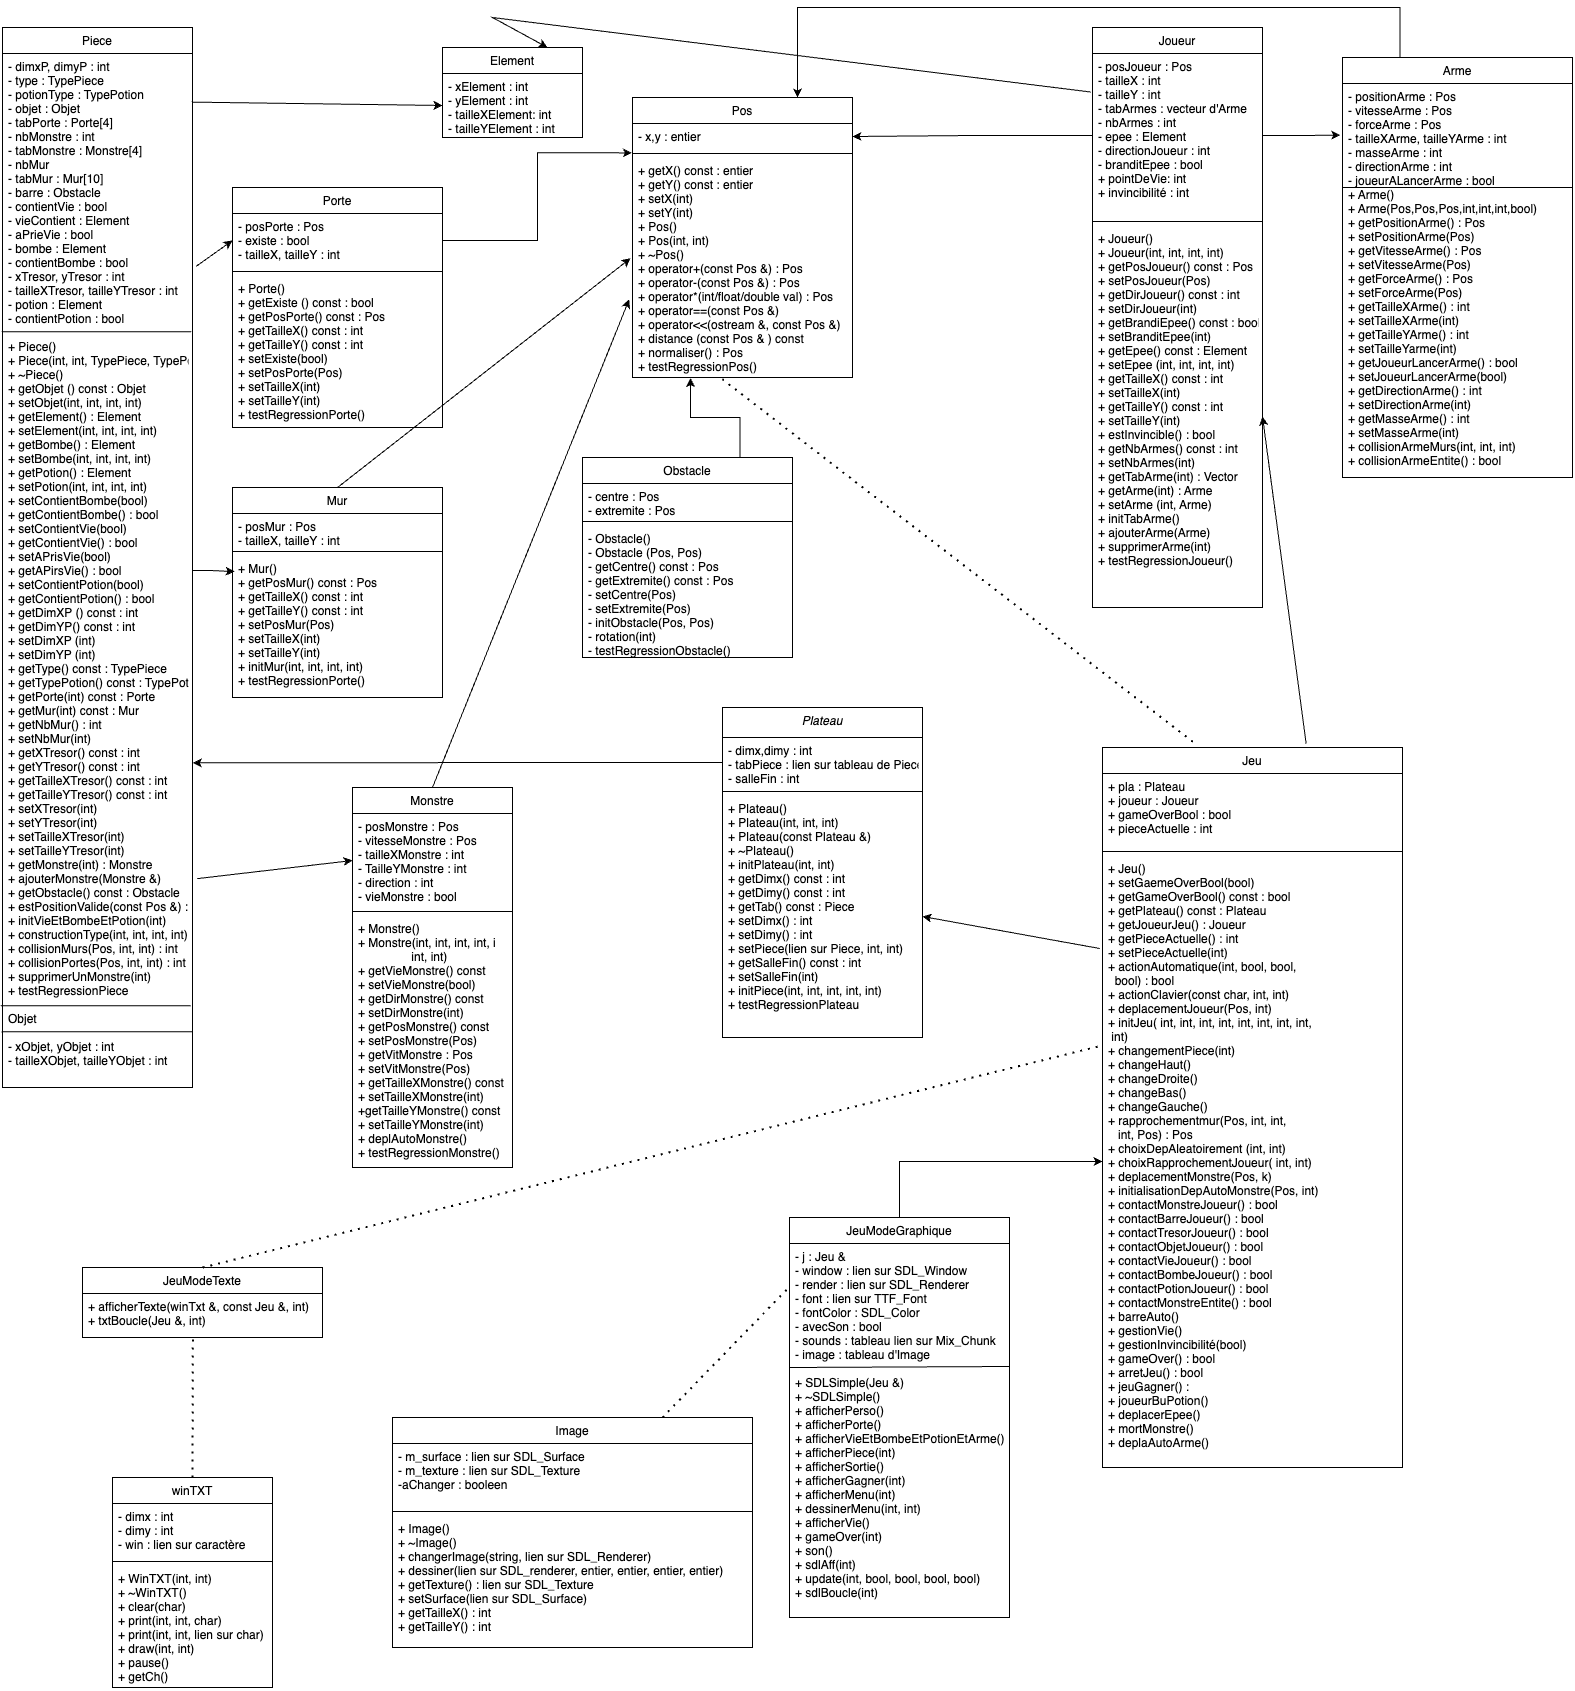 Piece
- dimxP, dimyP : int
- type : TypePiece
- potionType : TypePotion
- objet : Objet
- tabPorte : Porte[4]
- nbMonstre : int
- tabMonstre : Monstre[4]
- nbMur
- tabMur : Mur[10]
- barre : Obstacle
- contientVie : bool
- vieContient : Element
- aPrieVie : bool
- bombe : Element
- contientBombe : bool
- xTresor, yTresor : int
- tailleXTresor, tailleYTresor : int
- potion : Element
- contientPotion : bool
+ Piece()
+ Piece(int, int, TypePiece, TypeP
+ ~Piece()
+ getObjet () const : Objet
+ setObjet(int, int, int, int)
+ getElement() : Element
+ setElement(int, int, int, int)
+ getBombe() : Element
+ setBombe(int, int, int, int)
+ getPotion() : Element
+ setPotion(int, int, int, int)
+ setContientBombe(bool)
+ getContientBombe() : bool
+ setContientVie(bool)
+ getContientVie() : bool
+ setAPrisVie(bool)
+ getAPirsVie() : bool
+ setContientPotion(bool)
+ getContientPotion() : bool
+ getDimXP () const : int
+ getDimYP() const : int
+ setDimXP (int)
+ setDimYP (int)
+ getType() const : TypePiece
+ getTypePotion() const : TypePot
+ getPorte(int) const : Porte
+ getMur(int) const : Mur
+ getNbMur() : int
+ setNbMur(int)
+ getXTresor() const : int
+ getYTresor() const : int
+ getTailleXTresor() const : int
+ getTailleYTresor() const : int
+ setXTresor(int)
+ setYTresor(int)
+ setTailleXTresor(int)
+ setTailleYTresor(int)
+ getMonstre(int) : Monstre
+ ajouterMonstre(Monstre &)
+ getObstacle() const : Obstacle
+ estPositionValide(const Pos &) :
+ initVieEtBombeEtPotion(int)
+ constructionType(int, int, int, int)
+ collisionMurs(Pos, int, int) : int
+ collisionPortes(Pos, int, int) : int
+ supprimerUnMonstre(int)
+ testRegressionPiece
Objet
- xObjet, yObjet : int
- tailleXObjet, tailleYObjet : int
Element
- xElement : int
- yElement : int
- tailleXElement: int
- tailleYElement : int
Porte
- posPorte : Pos
- existe : bool
- tailleX, tailleY : int
+ Porte()
+ getExiste () const : bool
+ getPosPorte() const : Pos
+ getTailleX() const : int
+ getTailleY() const : int
+ setExiste(bool)
+ setPosPorte(Pos)
+ setTailleX(int)
+ setTailleY(int)
+ testRegressionPorte()
Mur
- posMur : Pos
- tailleX, tailleY : int
+ Mur()
+ getPosMur() const : Pos
+ getTailleX() const : int
+ getTailleY() const : int
+ setPosMur(Pos)
+ setTailleX(int)
+ setTailleY(int)
+ initMur(int, int, int, int)
+ testRegressionPorte()
Pos
- x,y : entier
+ getX() const : entier
+ getY() const : entier
+ setX(int)
+ setY(int)
+ Pos()
+ Pos(int, int)
+ ~Pos()
+ operator+(const Pos &) : Pos
+ operator-(const Pos &) : Pos
+ operator*(int/float/double val) : Pos
+ operator==(const Pos &)
+ operator<<(ostream &, const Pos &)
+ distance (const Pos & ) const
+ normaliser() : Pos
+ testRegressionPos()
Obstacle
- centre : Pos
- extremite : Pos
- Obstacle()
- Obstacle (Pos, Pos)
- getCentre() const : Pos
- getExtremite() const : Pos
- setCentre(Pos)
- setExtremite(Pos)
- initObstacle(Pos, Pos)
- rotation(int)
- testRegressionObstacle()
Joueur
- posJoueur : Pos
- tailleX : int
- tailleY : int
- tabArmes : vecteur d'Arme
- nbArmes : int
- epee : Element
- directionJoueur : int
- branditEpee : bool
+ pointDeVie: int
+ invincibilité : int
+ Joueur()
+ Joueur(int, int, int, int)
+ getPosJoueur() const : Pos
+ setPosJoueur(Pos)
+ getDirJoueur() const : int
+ setDirJoueur(int)
+ getBrandiEpee() const : bool
+ setBranditEpee(int)
+ getEpee() const : Element
+ setEpee (int, int, int, int)
+ getTailleX() const : int
+ setTailleX(int)
+ getTailleY() const : int
+ setTailleY(int)
+ estInvincible() : bool
+ getNbArmes() const : int
+ setNbArmes(int)
+ getTabArme(int) : Vector
+ getArme(int) : Arme
+ setArme (int, Arme)
+ initTabArme()
+ ajouterArme(Arme)
+ supprimerArme(int)
+ testRegressionJoueur()
Arme
- positionArme : Pos
- vitesseArme : Pos
- forceArme : Pos
- tailleXArme, tailleYArme : int
- masseArme : int
- directionArme : int
- joueurALancerArme : bool
+ Arme()
+ Arme(Pos,Pos,Pos,int,int,int,bool)
+ getPositionArme() : Pos
+ setPositionArme(Pos)
+ getVitesseArme() : Pos
+ setVitesseArme(Pos)
+ getForceArme() : Pos
+ setForceArme(Pos)
+ getTailleXArme() : int
+ setTailleXArme(int)
+ getTailleYArme() : int
+ setTailleYarme(int)
+ getJoueurLancerArme() : bool
+ setJoueurLancerArme(bool)
+ getDirectionArme() : int
+ setDirectionArme(int)
+ getMasseArme() : int
+ setMasseArme(int)
+ collisionArmeMurs(int, int, int)
+ collisionArmeEntite() : bool
Monstre
- posMonstre : Pos
- vitesseMonstre : Pos
- tailleXMonstre : int
- TailleYMonstre : int
- direction : int
- vieMonstre : bool
+ Monstre()
+ Monstre(int, int, int, int, i
int, int)
+ getVieMonstre() const
+ setVieMonstre(bool)
+ getDirMonstre() const
+ setDirMonstre(int)
+ getPosMonstre() const
+ setPosMonstre(Pos)
+ getVitMonstre : Pos
+ setVitMonstre(Pos)
+ getTailleXMonstre() const
+ setTailleXMonstre(int)
+getTailleYMonstre() const
+ setTailleYMonstre(int)
+ deplAutoMonstre()
+ testRegressionMonstre()
Plateau
- dimx,dimy : int
- tabPiece : lien sur tableau de Piec
- salleFin : int
+ Plateau()
+ Plateau(int, int, int)
+ Plateau(const Plateau &)
+ ~Plateau()
+ initPlateau(int, int)
+ getDimx() const : int
+ getDimy() const : int
+ getTab() const : Piece
+ setDimx() : int
+ setDimy() : int
+ setPiece(lien sur Piece, int, int)
+ getSalleFin() const : int
+ setSalleFin(int)
+ initPiece(int, int, int, int, int)
+ testRegressionPlateau
Jeu
+ pla : Plateau
+ joueur : Joueur
+ gameOverBool : bool
+ pieceActuelle : int
+ Jeu()
+ setGaemeOverBool(bool)
+ getGameOverBool() const : bool
+ getPlateau() const : Plateau
+ getJoueurJeu() : Joueur
+ getPieceActuelle() : int
+ setPieceActuelle(int)
+ actionAutomatique(int, bool, bool,
bool) : bool
+ actionClavier(const char, int, int)
+ deplacementJoueur(Pos, int)
+ initJeu( int, int, int, int, int, int, int, int,
int)
+ changementPiece(int)
+ changeHaut()
+ changeDroite()
+ changeBas()
+ changeGauche()
+ rapprochementmur(Pos, int, int,
int, Pos) : Pos
+ choixDepAleatoirement (int, int)
+ choixRapprochementJoueur( int, int)
+ deplacementMonstre(Pos, k)
+ initialisationDepAutoMonstre(Pos, int)
+ contactMonstreJoueur() : bool
+ contactBarreJoueur() : bool
+ contactTresorJoueur() : bool
+ contactObjetJoueur() : bool
+ contactVieJoueur() : bool
+ contactBombeJoueur() : bool
+ contactPotionJoueur() : bool
+ contactMonstreEntite() : bool
+ barreAuto()
+ gestionVie()
+ gestionInvincibilité(bool)
+ gameOver() : bool
+ arretJeu() : bool
+ jeuGagner() :
+ joueurBuPotion()
+ deplacerEpee()
+ mortMonstre()
+ deplaAutoArme()
JeuModeTexte
+ afficherTexte(winTxt &, const Jeu &, int)
+ txtBoucle(Jeu &, int)
winTXT
- dimx : int
- dimy : int
- win : lien sur caractère
+ WinTXT(int, int)
+ ~WinTXT()
+ clear(char)
+ print(int, int, char)
+ print(int, int, lien sur char)
+ draw(int, int)
+ pause()
+ getCh()
Image
- m_surface : lien sur SDL_Surface
- m_texture : lien sur SDL_Texture
-aChanger : booleen
+ Image()
+ ~Image()
+ changerImage(string, lien sur SDL_Renderer)
+ dessiner(lien sur SDL_renderer, entier, entier, entier, entier)
+ getTexture() : lien sur SDL_Texture
+ setSurface(lien sur SDL_Surface)
+ getTailleX() : int
+ getTailleY() : int
JeuModeGraphique
- j : Jeu &
- window : lien sur SDL_Window
- render : lien sur SDL_Renderer
- font : lien sur TTF_Font
- fontColor : SDL_Color
- avecSon : bool
- sounds : tableau lien sur Mix_Chunk
- image : tableau d'Image
+ SDLSimple(Jeu &)
+ ~SDLSimple()
+ afficherPerso()
+ afficherPorte()
+ afficherVieEtBombeEtPotionEtArme()
+ afficherPiece(int)
+ afficherSortie()
+ afficherGagner(int)
+ afficherMenu(int)
+ dessinerMenu(int, int)
+ afficherVie()
+ gameOver(int)
+ son()
+ sdlAff(int)
+ update(int, bool, bool, bool, bool)
+ sdlBoucle(int)